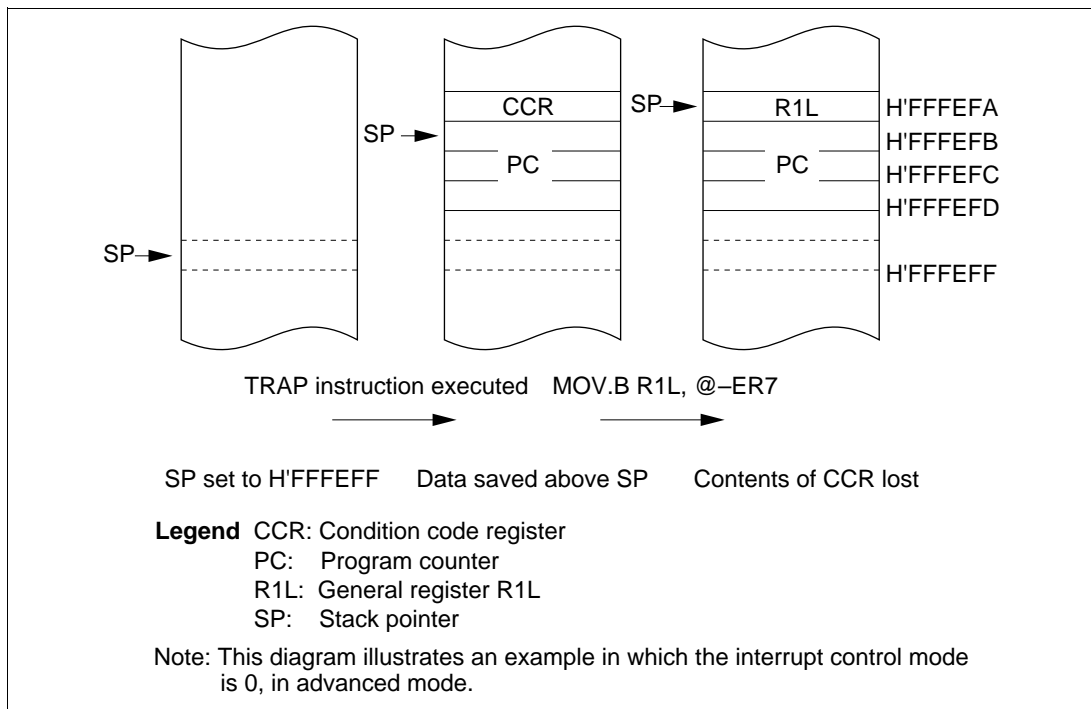 CCR
SP
R1L
H'FFFEFA
SP
H'FFFEFB
PC
PC
H'FFFEFC
H'FFFEFD
SP
H'FFFEFF
TRAP instruction executed
MOV.B R1L, @–ER7
SP set to H'FFFEFF
Data saved above SP
Contents of CCR lost
Legend CCR: Condition code register
PC: Program counter
R1L: General register R1L
SP: Stack pointer
Note: This diagram illustrates an example in which the interrupt control mode
is 0, in advanced mode.